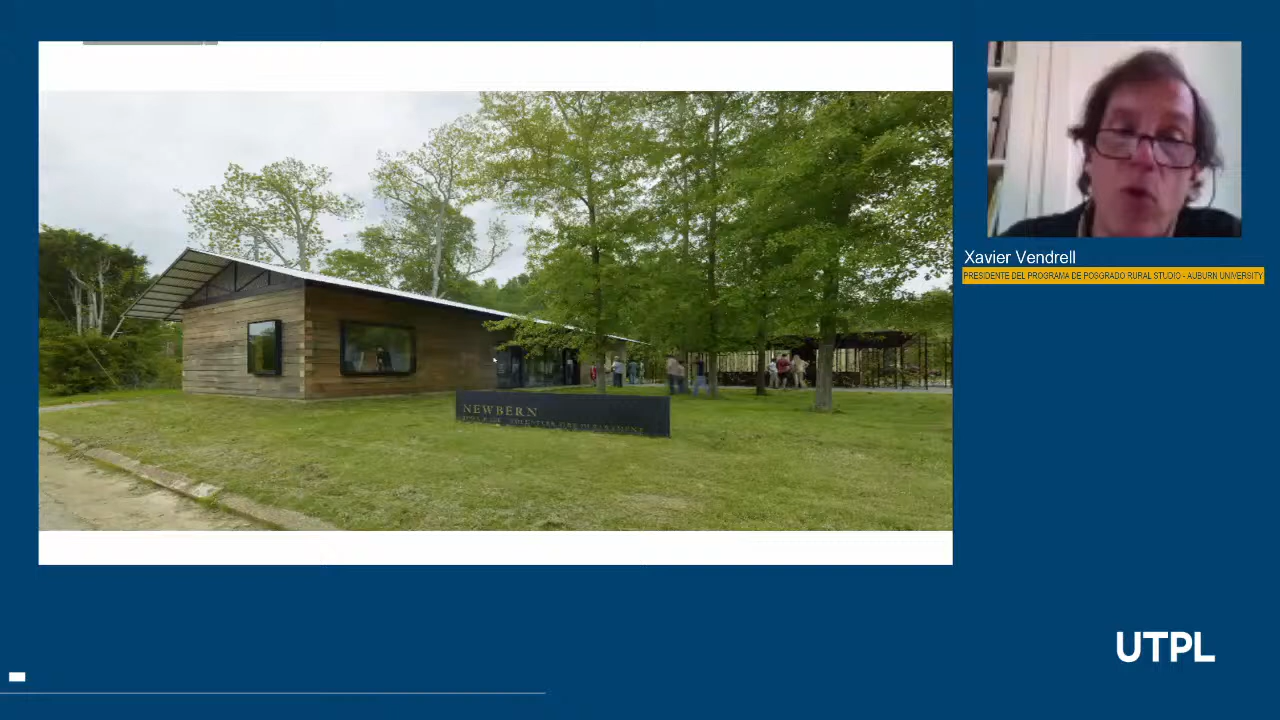 NEWBERN
Xavier Vendrell
PRESIDENTE DEL PROGRAMA DE POSGRADO RURAL STUDIO - AUBURN UNIVERSITY
UTPL